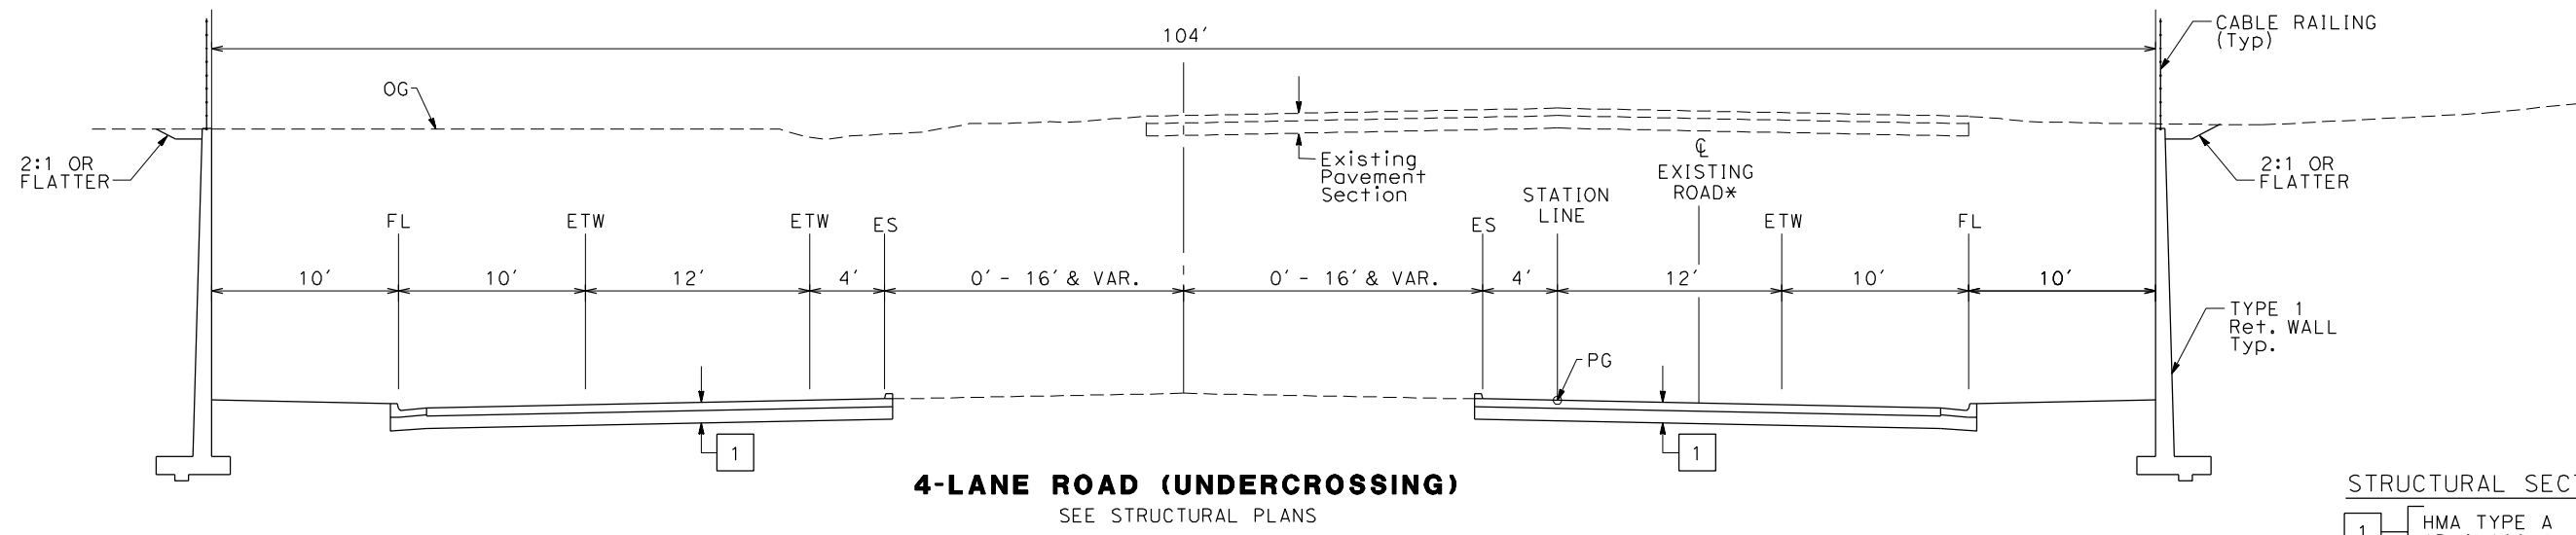 CABLE RAILING
(Typ)
104'
OG
2:1 OR
FLATTER
Existing
Pavement
Section
℄
EXISTING
ROAD*
2:1 OR
FLATTER
STATION
LINE
FL
ETW
ETW
ES
ES
ETW
FL
10'
10'
12'
4'
0' - 16' & VAR.
0' - 16' & VAR.
4'
12'
10'
10'
TYPE 1
Ret. WALL
Typ.
PG
1
1
4-LANE ROAD (UNDERCROSSING)
SEE STRUCTURAL PLANS
STRUCTURAL SECT
1
HMA TYPE A